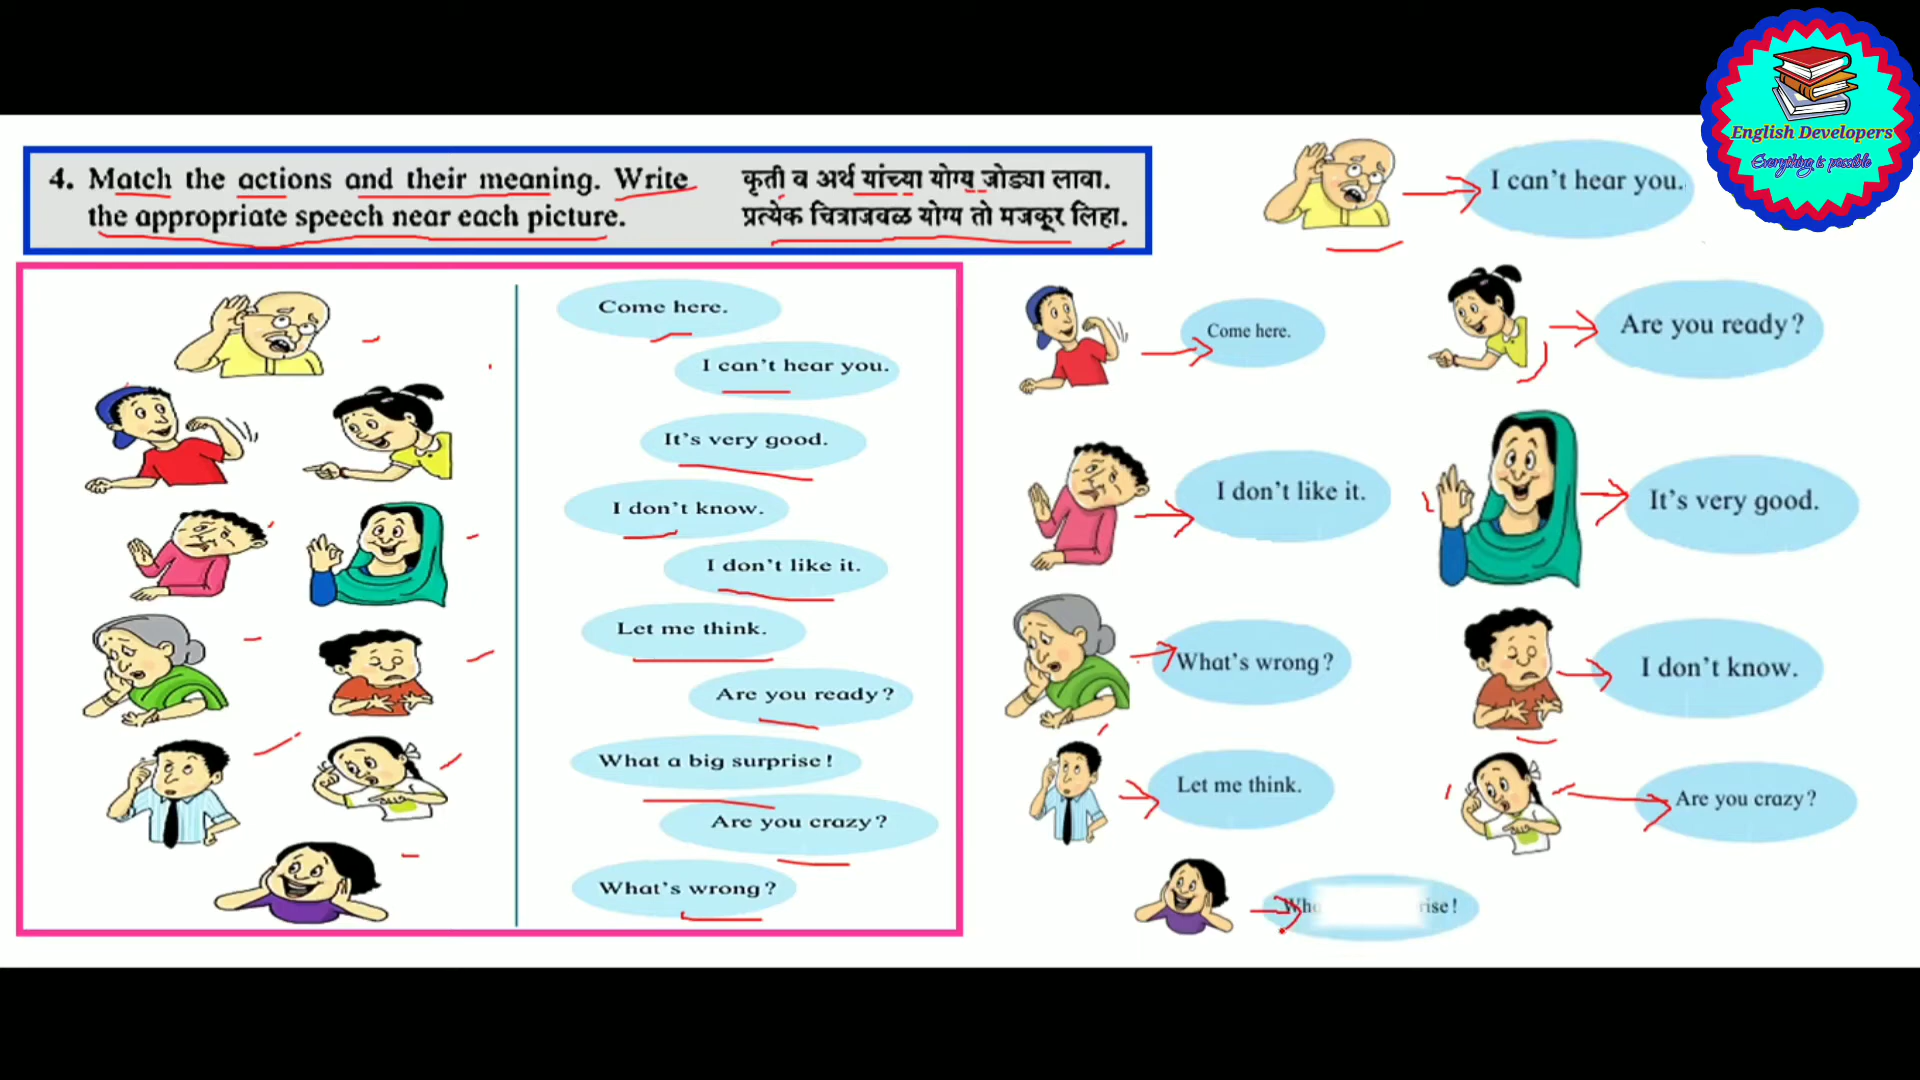 English Developers
Everything is possible
4. Match the actions and their meaning. Write
the appropriate speech near each picture.
कृती व अर्थ यांच्या योग्य जोड्या लावा.
प्रत्येक चित्राजवळ योग्य तो मजकूर लिहा.
Come here.
I can't hear you.
It's very good.
I don't know.
I don't like it.
Let me think.
Are you ready?
What a big surprise!
Are you crazy?
What's wrong?
I can't hear you.
Come here.
Are you ready?
I don't like it.
It's very good.
What's wrong?
I don't know.
Let me think.
Are you crazy?